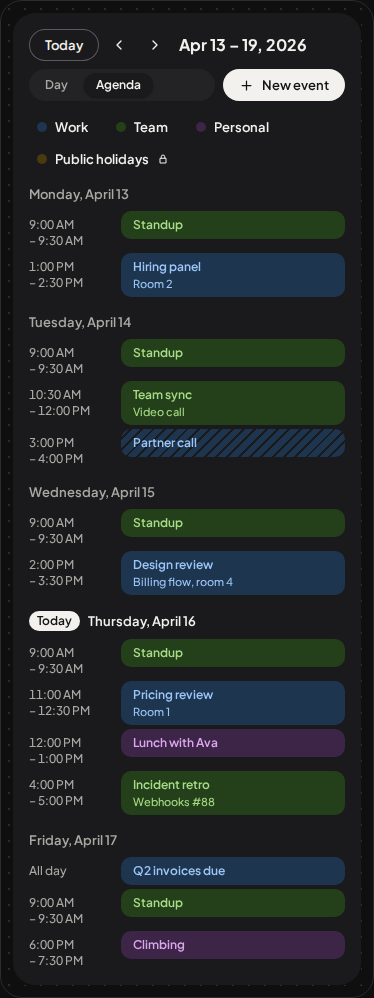 Today Apr 13 – 19, 2026
Day Agenda + New event
Work Team Personal
Public holidays
Monday, April 13
9:00 AM – 9:30 AM Standup
1:00 PM – 2:30 PM Hiring panel
Room 2
Tuesday, April 14
9:00 AM – 9:30 AM Standup
10:30 AM – 12:00 PM Team sync
Video call
3:00 PM – 4:00 PM Partner call
Wednesday, April 15
9:00 AM – 9:30 AM Standup
2:00 PM – 3:30 PM Design review
Billing flow, room 4
Today Thursday, April 16
9:00 AM – 9:30 AM Standup
11:00 AM – 12:30 PM Pricing review
Room 1
12:00 PM – 1:00 PM Lunch with Ava
4:00 PM – 5:00 PM Incident retro
Webhooks #88
Friday, April 17
All day Q2 invoices due
9:00 AM – 9:30 AM Standup
6:00 PM – 7:30 PM Climbing